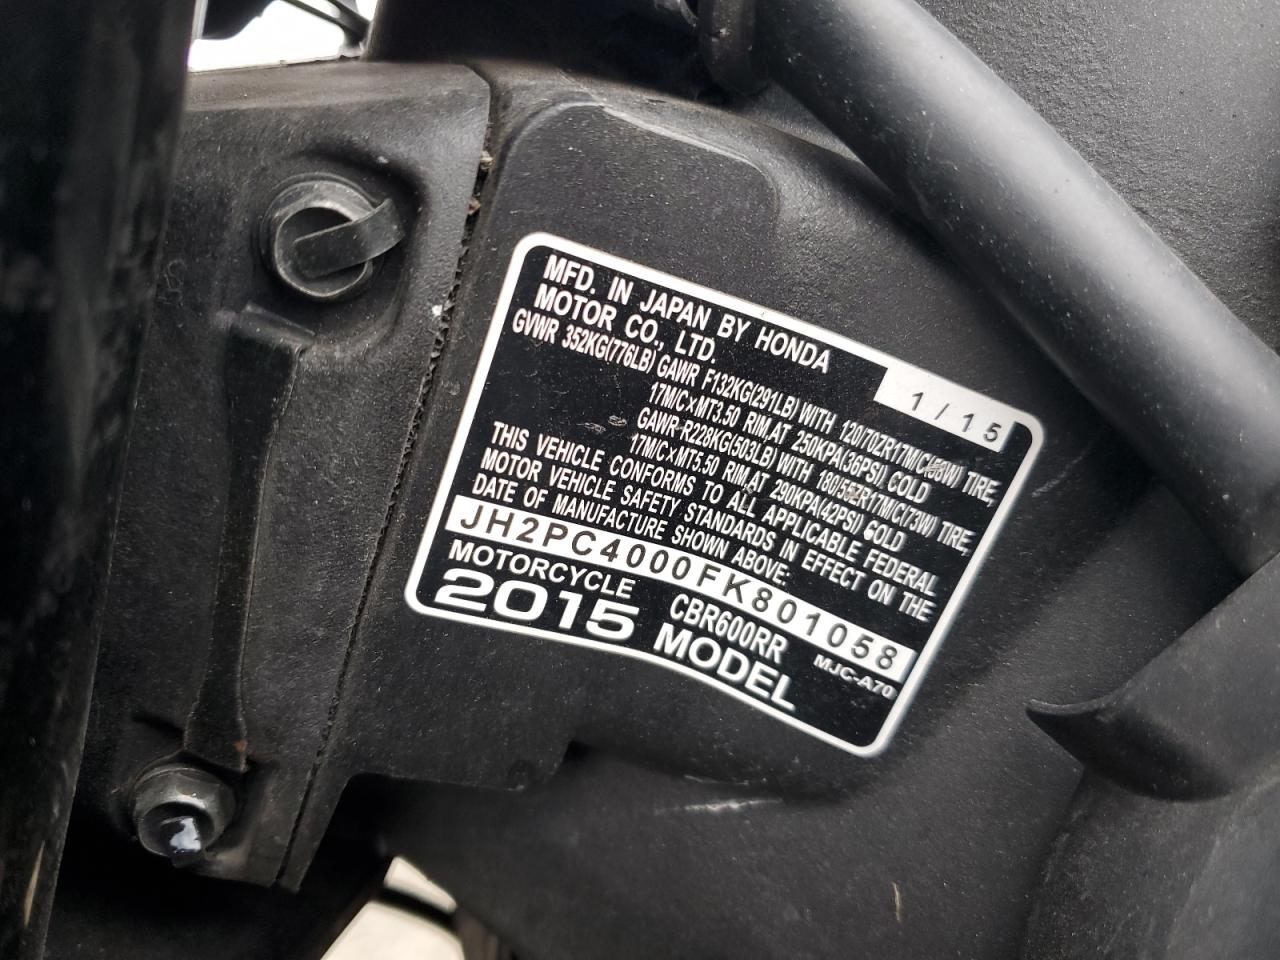 MFD. IN JAPAN BY HONDA
MOTOR CO., LTD.
1/15
GVWR 352KG(776LB) GAWR F132KG(291LB) WITH 120/70ZR17M/C(58W) TIRE,
17M/C×MT3.50 RIM,AT 250KPA(36PSI) COLD
GAWR R228KG(503LB) WITH 180/55ZR17M/C(73W) TIRE,
17M/C×MT5.50 RIM,AT 290KPA(42PSI) COLD
THIS VEHICLE CONFORMS TO ALL APPLICABLE FEDERAL
MOTOR VEHICLE SAFETY STANDARDS IN EFFECT ON THE
DATE OF MANUFACTURE SHOWN ABOVE:
JH2PC4000FK801058
MOTORCYCLE CBR600RR MJC-A70
2015 MODEL